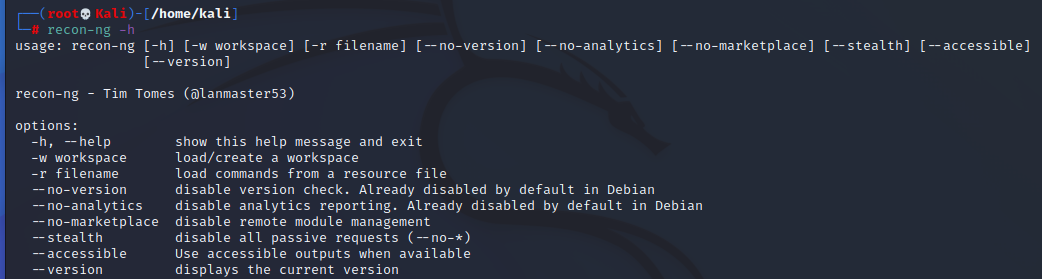 ┌──(root💀Kali)-[/home/kali]
└─# recon-ng -h
usage: recon-ng [-h] [-w workspace] [-r filename] [--no-version] [--no-analytics] [--no-marketplace] [--stealth] [--accessible]
                [--version]

recon-ng - Tim Tomes (@lanmaster53)

options:
  -h, --help        show this help message and exit
  -w workspace      load/create a workspace
  -r filename       load commands from a resource file
  --no-version      disable version check. Already disabled by default in Debian
  --no-analytics    disable analytics reporting. Already disabled by default in Debian
  --no-marketplace  disable remote module management
  --stealth         disable all passive requests (--no-*)
  --accessible      Use accessible outputs when available
  --version         displays the current version